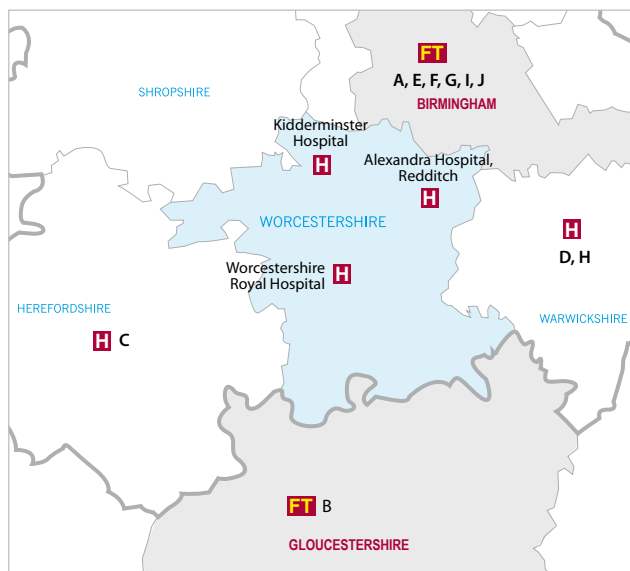 FT
A, E, F, G, I, J
BIRMINGHAM
SHROPSHIRE
Kidderminster
Hospital
H
Alexandra Hospital,
Redditch
H
WORCESTERSHIRE
H
D, H
Worcestershire
Royal Hospital
H
HEREFORDSHIRE
H C
WARWICKSHIRE
FT B
GLOUCESTERSHIRE